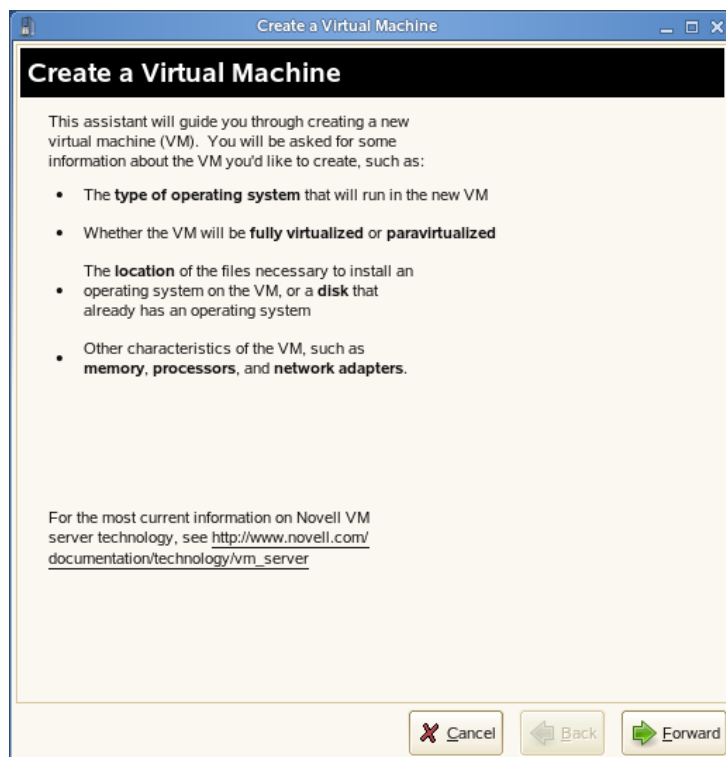 Create a Virtual Machine
Create a Virtual Machine
This assistant will guide you through creating a new
virtual machine (VM).  You will be asked for some
information about the VM you'd like to create, such as:
• The type of operating system that will run in the new VM
• Whether the VM will be fully virtualized or paravirtualized
The location of the files necessary to install an
• operating system on the VM, or a disk that
already has an operating system
• Other characteristics of the VM, such as
memory, processors, and network adapters.
For the most current information on Novell VM
server technology, see http://www.novell.com/
documentation/technology/vm_server
Cancel
Back
Forward